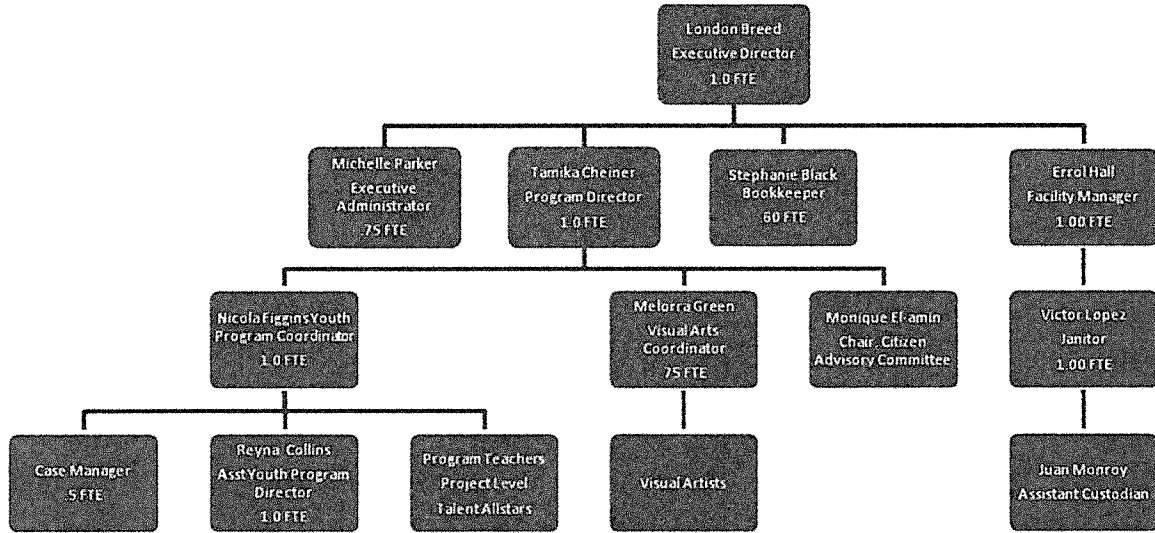 London Breed
Executive Director
1.0 FTE
Michelle Parker
Executive
Administrator
.75 FTE
Tamika Cheiner
Program Director
1.0 FTE
Stephanie Black
Bookkeeper
60 FTE
Errol Hall
Facility Manager
1.00 FTE
Nicola Figgins Youth
Program Coordinator
1.0 FTE
Melorra Green
Visual Arts
Coordinator
75 FTE
Monique El-amin
Chair, Citizen
Advisory Committee
Victor Lopez
Janitor
1.00 FTE
Case Manager
.5 FTE
Reyna Collins
Asst Youth Program
Director
1.0 FTE
Program Teachers
Project Level
Talent Allstars
Visual Artists
Juan Monroy
Assistant Custodian